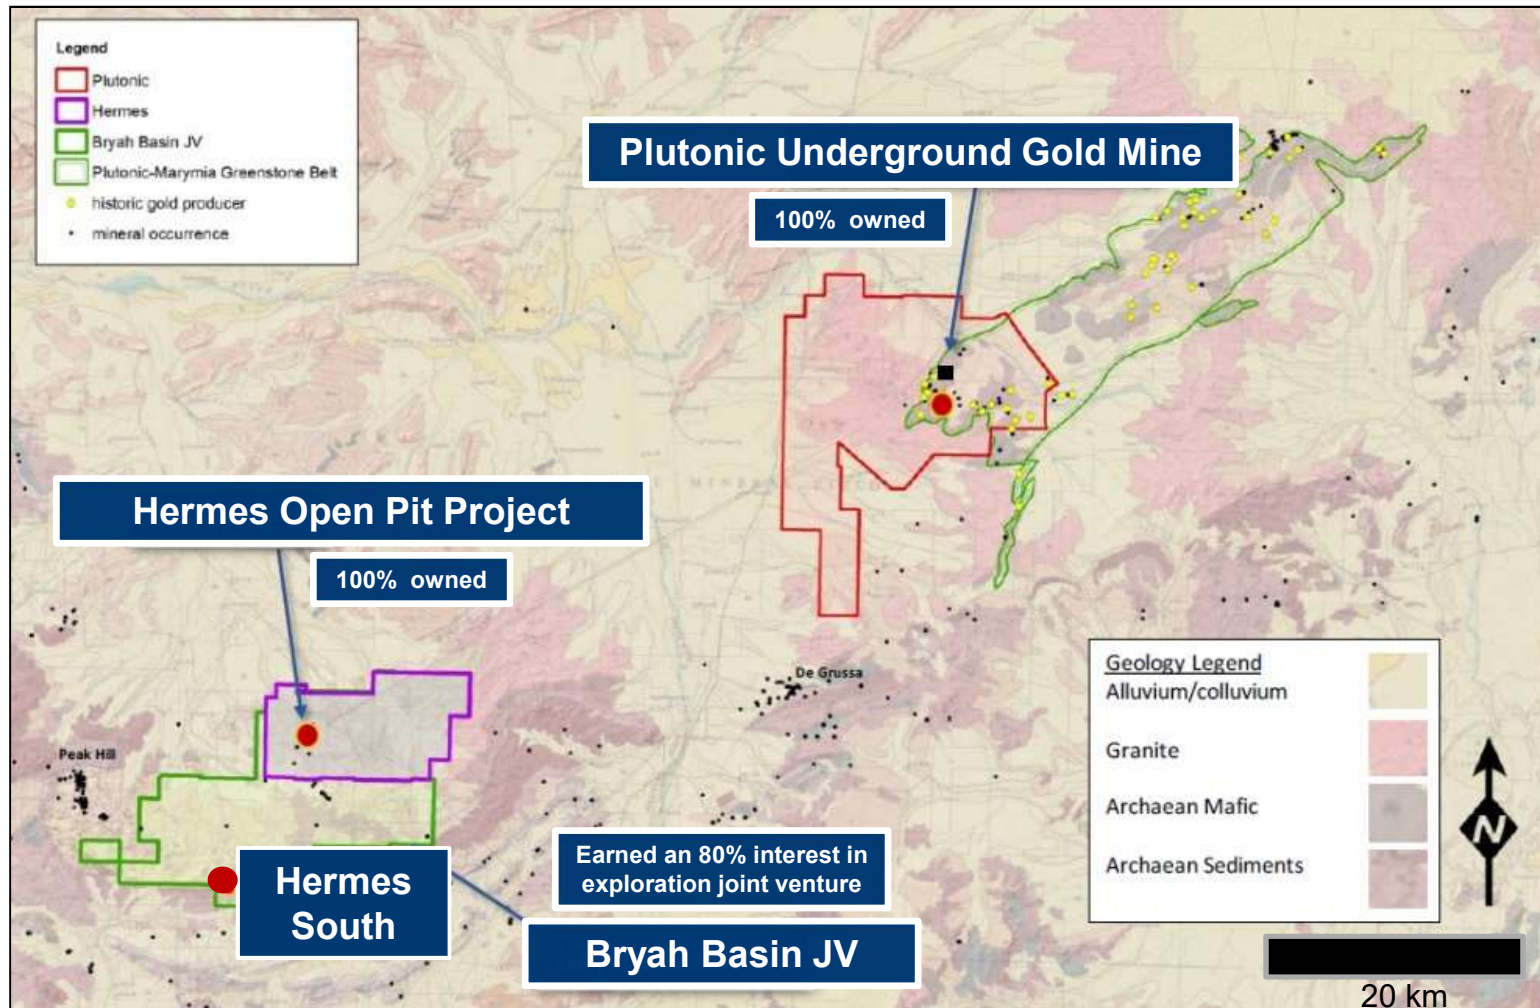 Legend
Plutonic
Hermes
Bryah Basin JV
Plutonic-Marymia Greenstone Belt
historic gold producer
mineral occurrence
Plutonic Underground Gold Mine
100% owned
Hermes Open Pit Project
100% owned
De Grussa
Peak Hill
Hermes
South
Earned an 80% interest in
exploration joint venture
Bryah Basin JV
Geology Legend
Alluvium/colluvium
Granite
Archaean Mafic
Archaean Sediments
N
20 km